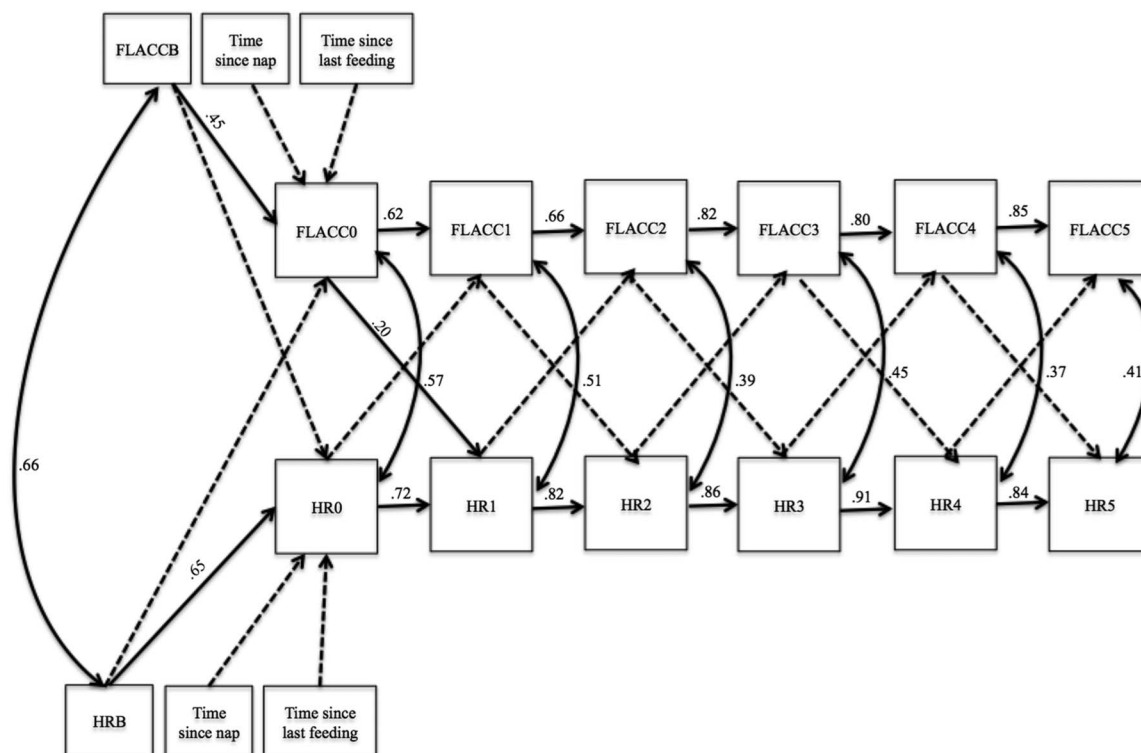 FLACCB
Time
since nap
Time since
last feeding
.45
FLACC0
.62
FLACC1
.66
FLACC2
.82
FLACC3
.80
FLACC4
.85
FLACC5
.20
.57
.51
.39
.45
.37
.41
.66
HR0
.72
HR1
.82
HR2
.86
HR3
.91
HR4
.84
HR5
.65
HRB
Time
since nap
Time since
last feeding